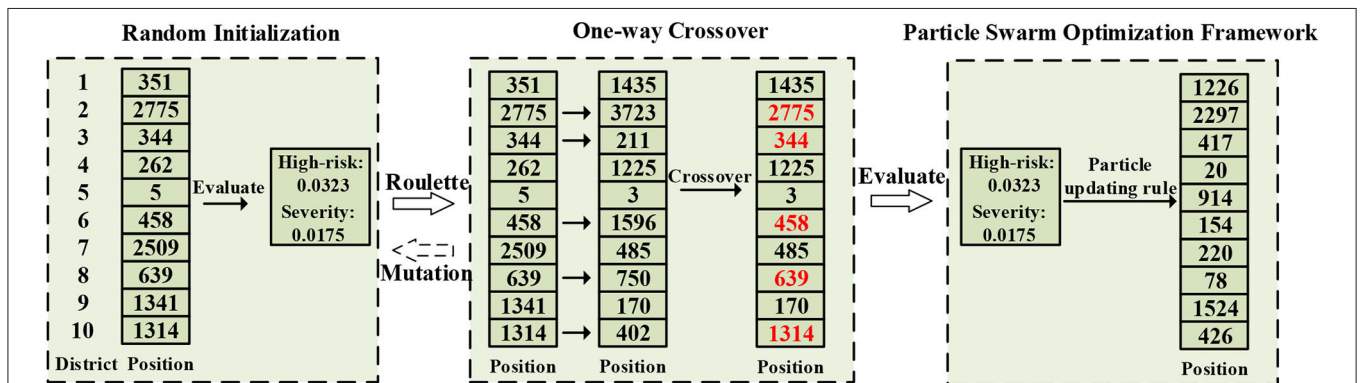 Random Initialization
1 351
2 2775
3 344
4 262
5 5
6 458
7 2509
8 639
9 1341
10 1314
District Position
Evaluate
High-risk:
0.0323
Severity:
0.0175
Roulette
Mutation
One-way Crossover
351 1435 1435
2775 3723 2775
344 211 344
262 1225 1225
5 3 3
458 1596 458
2509 485 485
639 750 639
1341 170 170
1314 402 1314
Crossover
Position Position Position
Evaluate
Particle Swarm Optimization Framework
High-risk:
0.0323
Severity:
0.0175
Particle
updating rule
1226
2297
417
20
914
154
220
78
1524
426
Position